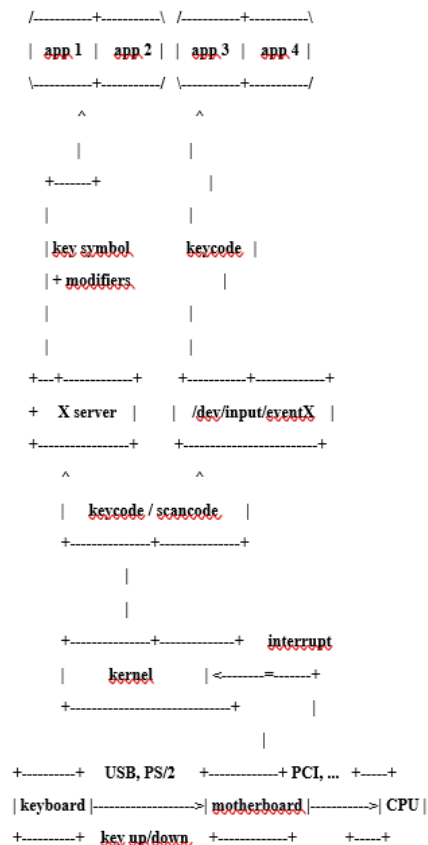 /-----------+-----------\ /-----------+-----------\
| app 1 | app 2 | | app 3 | app 4 |
\-----------+-----------/ \-----------+-----------/
^ ^
| |
+-------+ |
| |
| key symbol keycode |
| + modifiers |
| |
| |
+---+-------------+ +-----------+-------------+
+ X server | | /dev/input/eventX |
+-----------------+ +-------------------------+
^ ^
| keycode / scancode |
+---------------+---------------+
|
|
+---------------+--------------+ interrupt
| kernel | <--------=-------+
+------------------------------+ |
|
+----------+ USB, PS/2 +-------------+ PCI, ... +-----+
| keyboard |------------------->| motherboard |----------->| CPU |
+----------+ key up/down +-------------+ +-----+